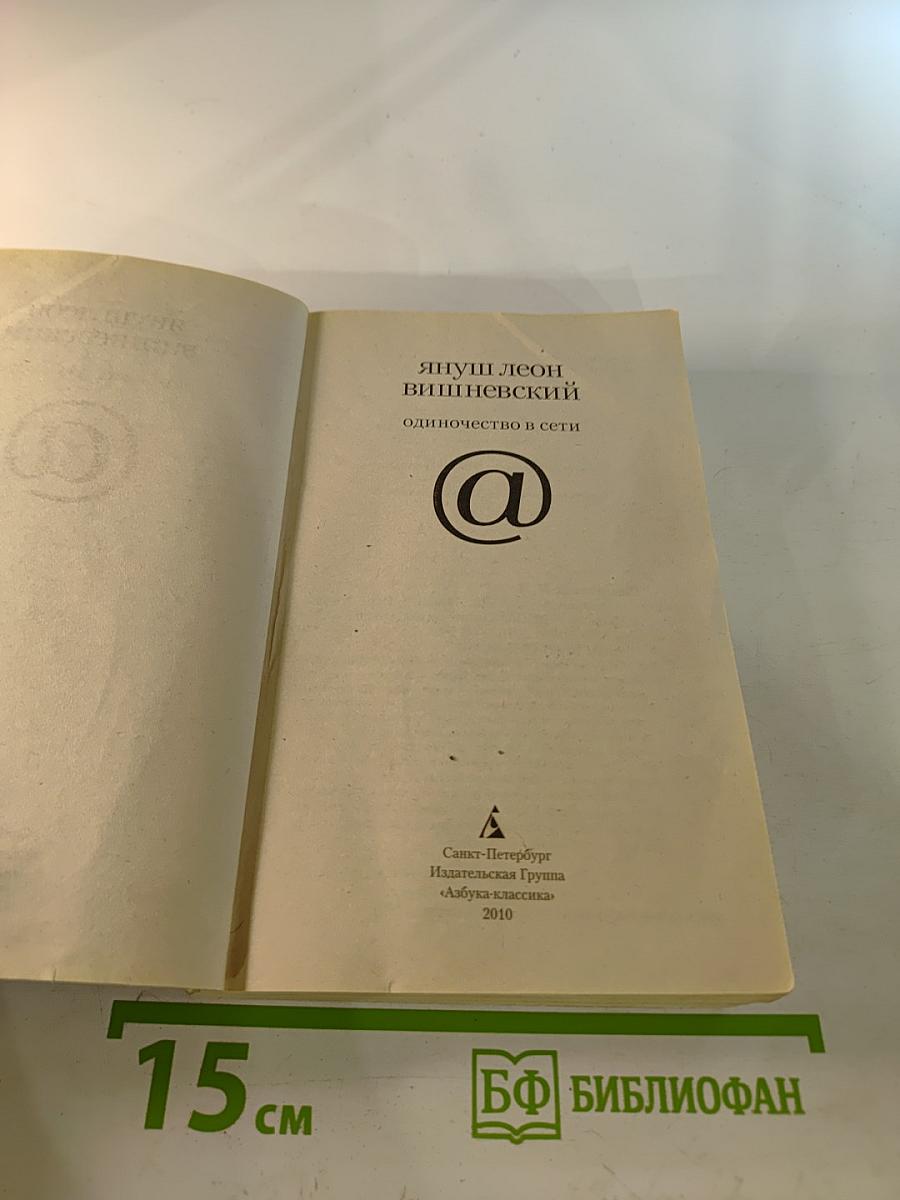 януш леон
вишневский
одиночество в сети
@
Санкт-Петербург
Издательская Группа
«Азбука-классика»
2010
15 см
БФ БИБЛИОФАН